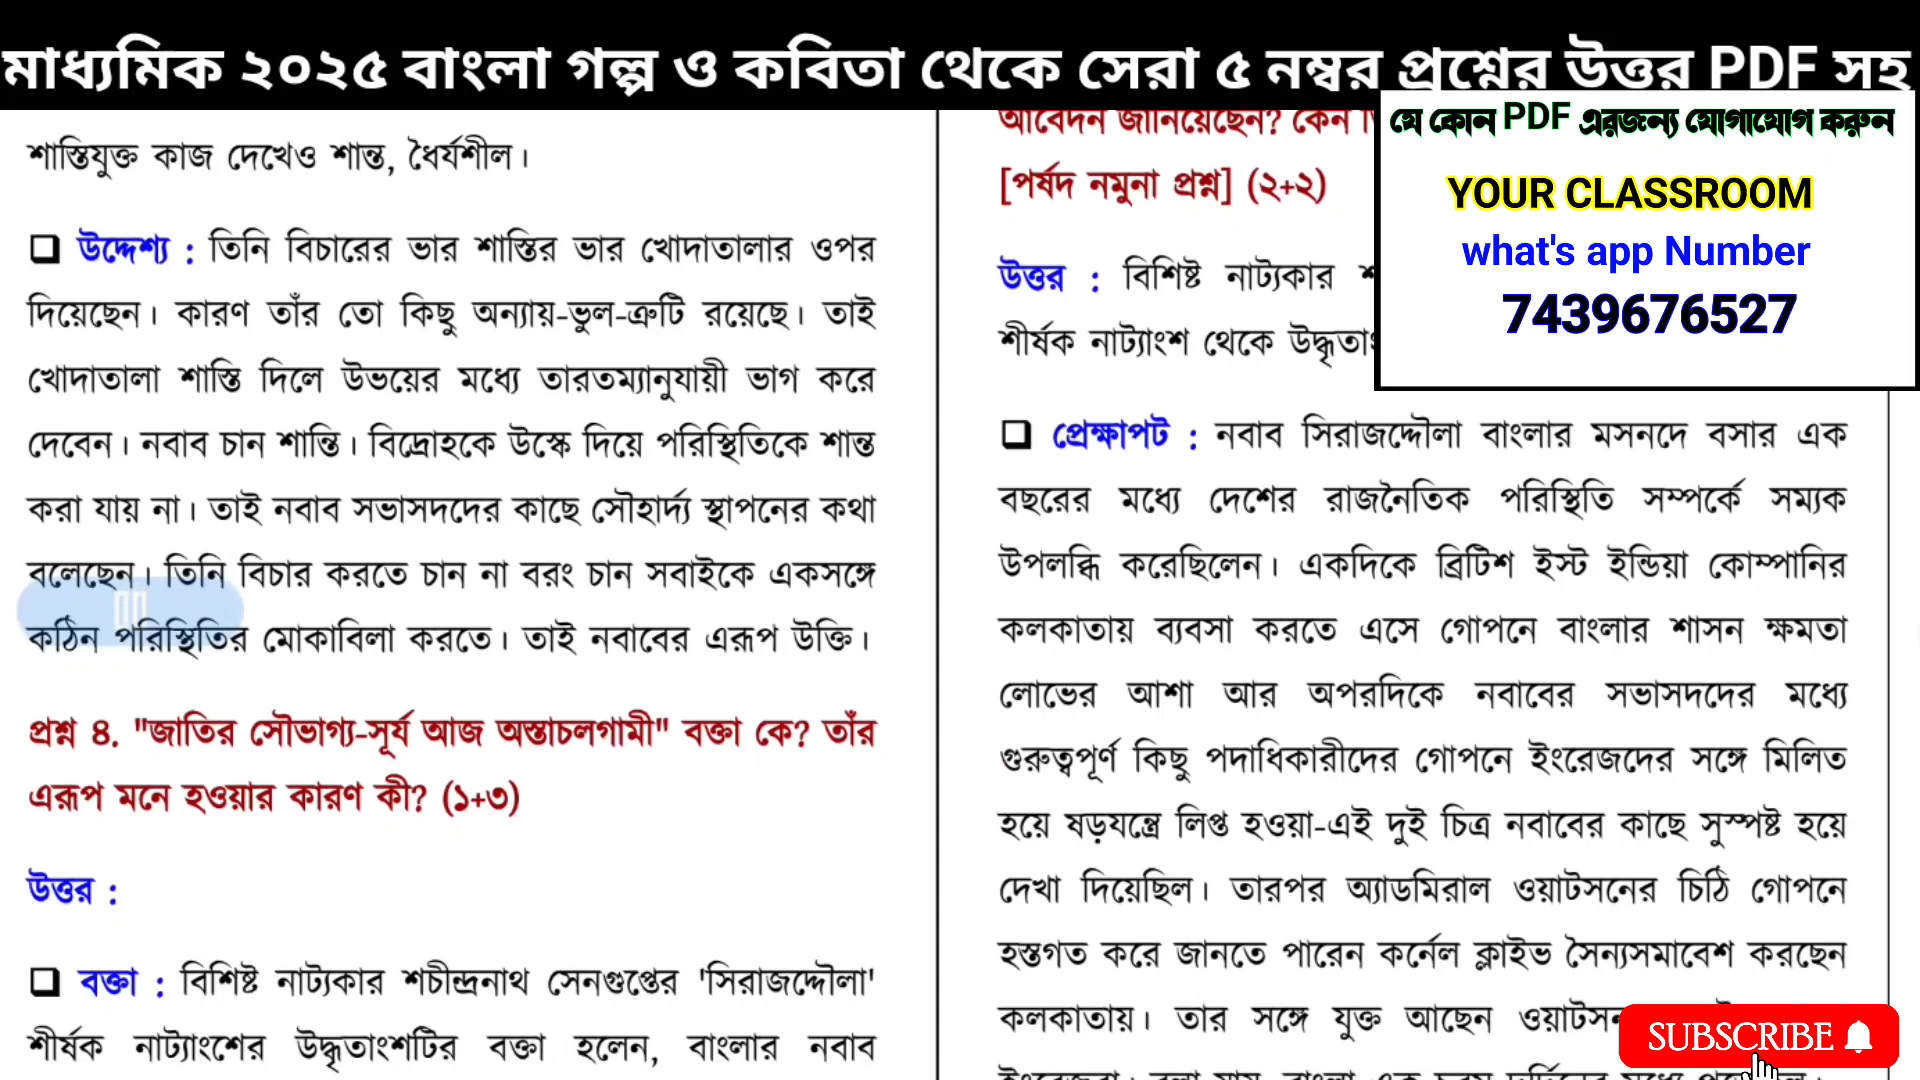 মাধ্যমিক ২০২৫ বাংলা গল্প ও কবিতা থেকে সেরা ৫ নম্বর প্রশ্নের উত্তর PDF সহ
শাস্তিযুক্ত কাজ দেখেও শান্ত, ধৈর্যশীল।
উদ্দেশ্য : তিনি বিচারের ভার শাস্তির ভার খোদাতালার ওপর
দিয়েছেন। কারণ তাঁর তো কিছু অন্যায়-ভুল-ত্রুটি রয়েছে। তাই
খোদাতালা শাস্তি দিলে উভয়ের মধ্যে তারতম্যানুযায়ী ভাগ করে
দেবেন। নবাব চান শান্তি। বিদ্রোহকে উস্কে দিয়ে পরিস্থিতিকে শান্ত
করা যায় না। তাই নবাব সভাসদদের কাছে সৌহার্দ্য স্থাপনের কথা
বলেছেন। তিনি বিচার করতে চান না বরং চান সবাইকে একসঙ্গে
কঠিন পরিস্থিতির মোকাবিলা করতে। তাই নবাবের এরূপ উক্তি।
প্রশ্ন ৪. "জাতির সৌভাগ্য-সূর্য আজ অস্তাচলগামী" বক্তা কে? তাঁর
এরূপ মনে হওয়ার কারণ কী? (১+৩)
উত্তর :
বক্তা : বিশিষ্ট নাট্যকার শচীন্দ্রনাথ সেনগুপ্তের 'সিরাজদ্দৌলা'
শীর্ষক নাট্যাংশের উদ্ধৃতাংশটির বক্তা হলেন, বাংলার নবাব
আবেদন জানিয়েছেন? কেন
[পর্ষদ নমুনা প্রশ্ন] (২+২)
উত্তর : বিশিষ্ট নাট্যকার
শীর্ষক নাট্যাংশ থেকে
প্রেক্ষাপট : নবাব সিরাজদ্দৌলা বাংলার মসনদে বসার এক
বছরের মধ্যে দেশের রাজনৈতিক পরিস্থিতি সম্পর্কে সম্যক
উপলব্ধি করেছিলেন। একদিকে ব্রিটিশ ইস্ট ইন্ডিয়া কোম্পানির
কলকাতায় ব্যবসা করতে এসে গোপনে বাংলার শাসন ক্ষমতা
লোভের আশা আর অপরদিকে নবাবের সভাসদদের মধ্যে
গুরুত্বপূর্ণ কিছু পদাধিকারীদের গোপনে ইংরেজদের সঙ্গে মিলিত
হয়ে ষড়যন্ত্রে লিপ্ত হওয়া-এই দুই চিত্র নবাবের কাছে সুস্পষ্ট হয়ে
দেখা দিয়েছিল। তারপর অ্যাডমিরাল ওয়াটসনের চিঠি গোপনে
হস্তগত করে জানতে পারেন কর্নেল ক্লাইভ সৈন্যসমাবেশ করছেন
কলকাতায়। তার সঙ্গে যুক্ত আছেন
যে কোন PDF এরজন্য যোগাযোগ করুন
YOUR CLASSROOM
what's app Number
7439676527
SUBSCRIBE